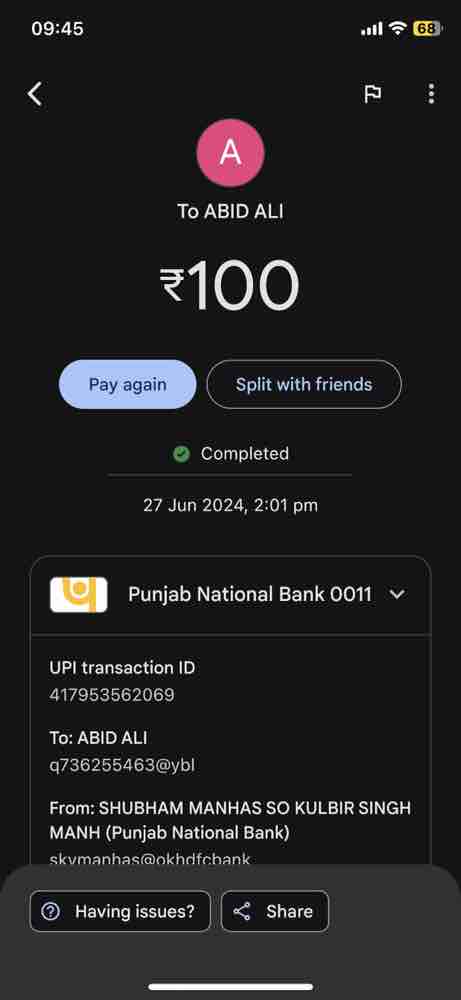 09:45
68
A
To ABID ALI
₹100
Pay again
Split with friends
Completed
27 Jun 2024, 2:01 pm
Punjab National Bank 0011
UPI transaction ID
417953562069
To: ABID ALI
q736255463@ybl
From: SHUBHAM MANHAS SO KULBIR SINGH
MANH (Punjab National Bank)
skymanhas@okhdfcbank
Having issues?
Share